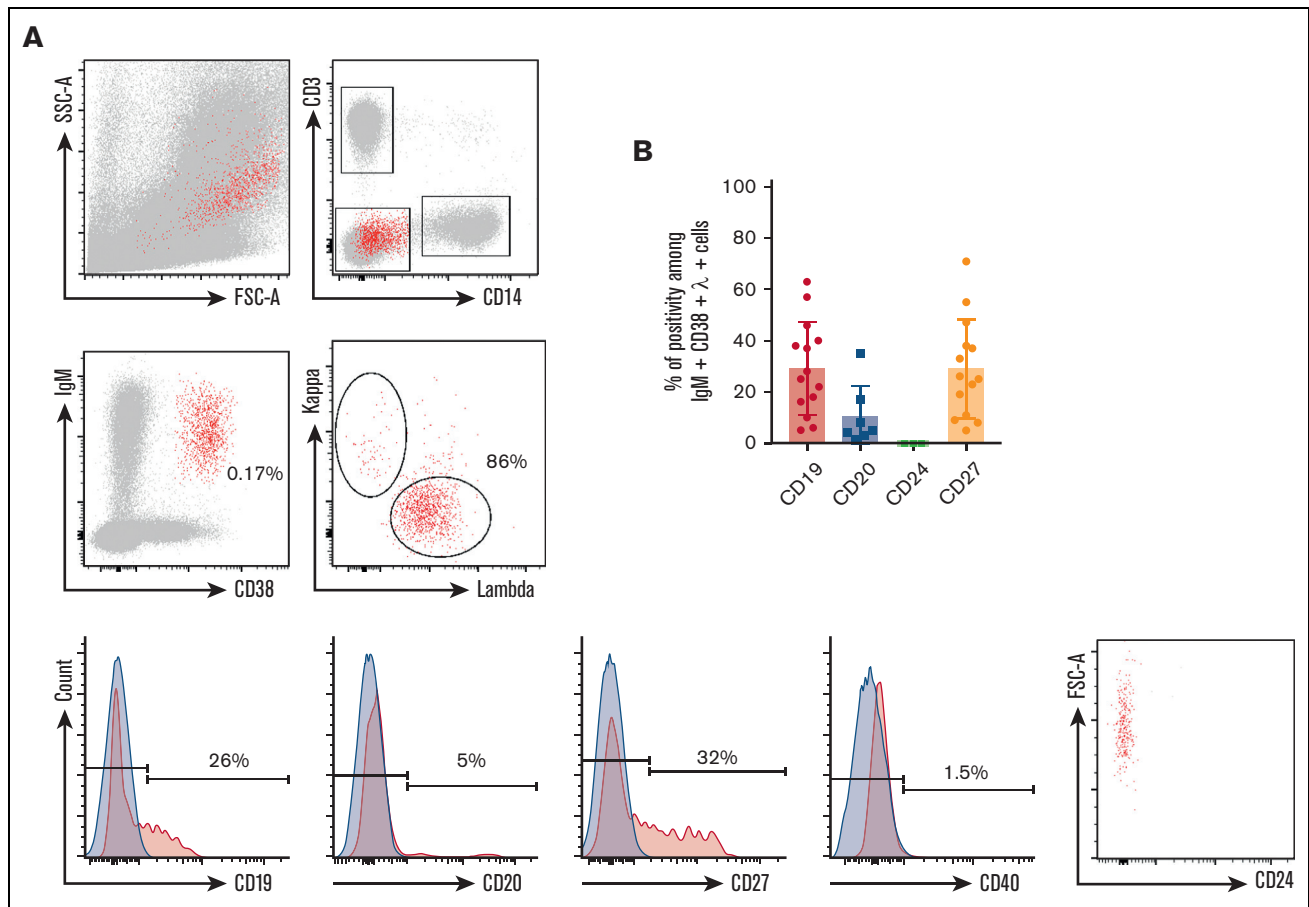 A
SSC-A
FSC-A
CD3
CD14
IgM
0.17%
CD38
Kappa
86%
Lambda
Count
26%
CD19
5%
CD20
32%
CD27
1.5%
CD40
FSC-A
CD24
B
% of positivity among
IgM + CD38 + λ + cells
100
80
60
40
20
0
CD19
CD20
CD24
CD27